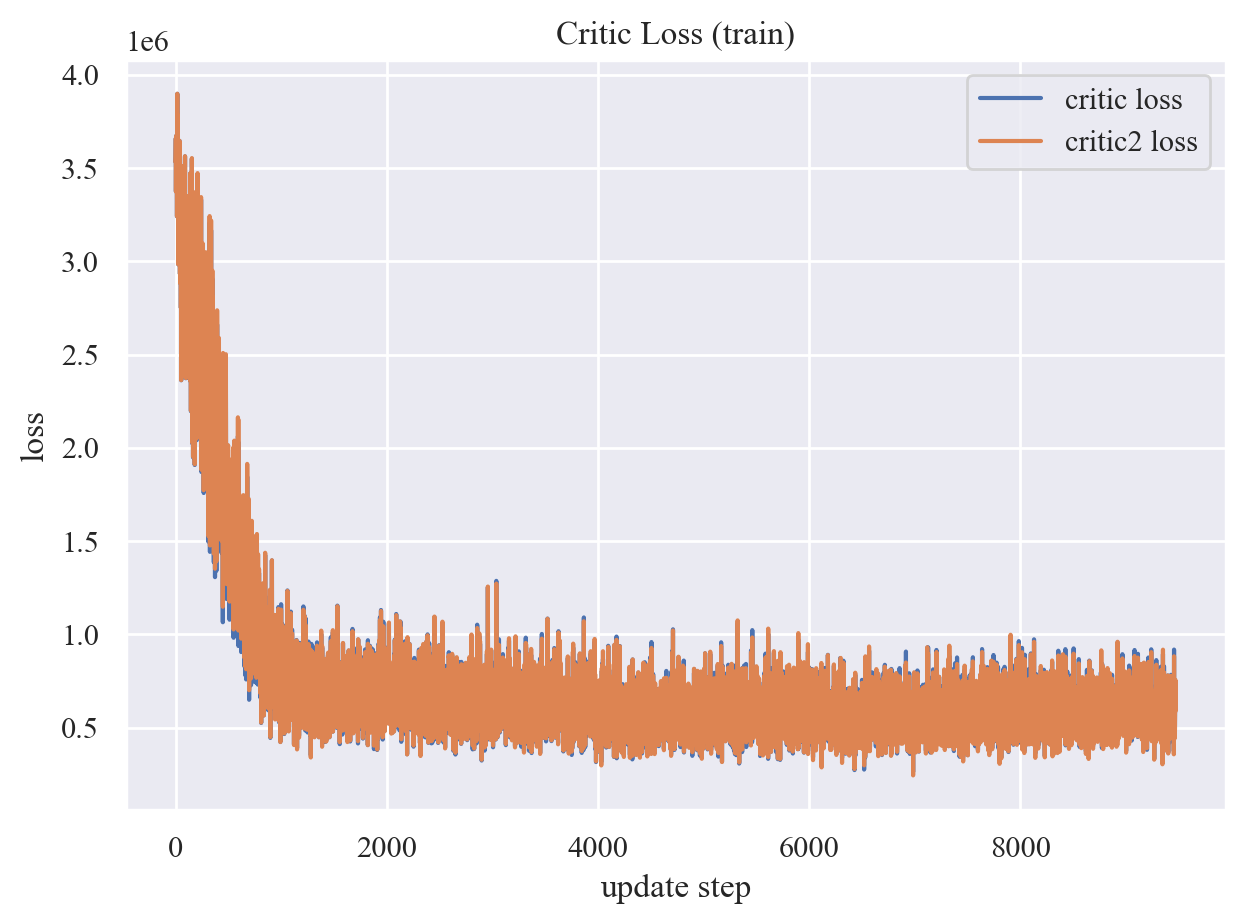 Critic Loss (train)
1e6
critic loss
critic2 loss
4.0
3.5
3.0
2.5
2.0
1.5
1.0
0.5
loss
0 2000 4000 6000 8000
update step